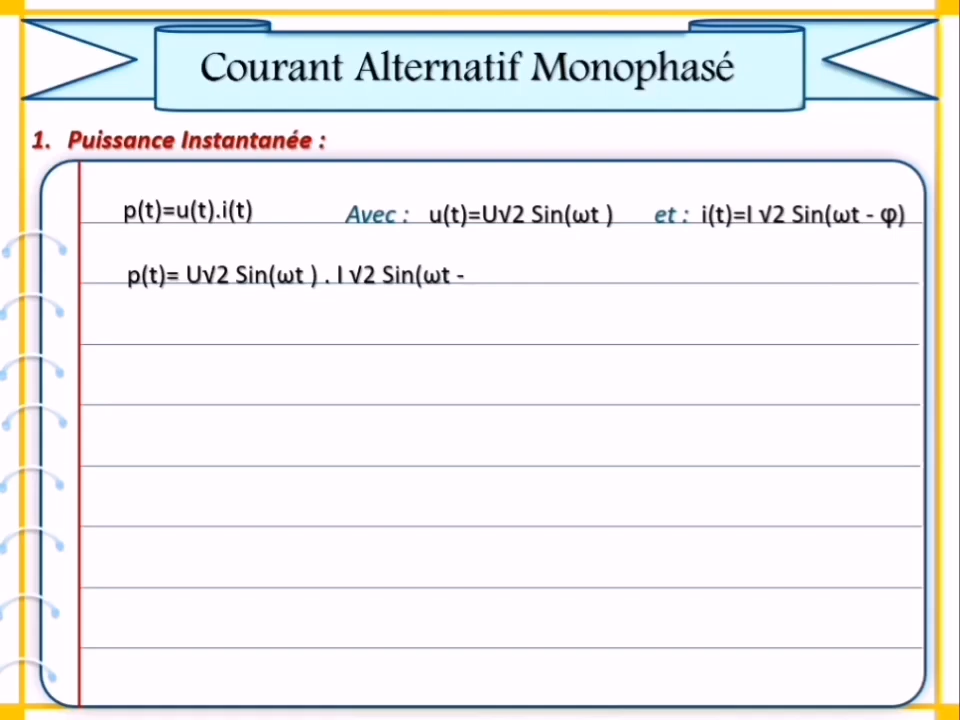 Courant Alternatif Monophasé
1. Puissance Instantanée :
p(t)=u(t).i(t) Avec : u(t)=U√2 Sin(ωt ) et : i(t)=I √2 Sin(ωt - φ)
p(t)= U√2 Sin(ωt ) . I √2 Sin(ωt -